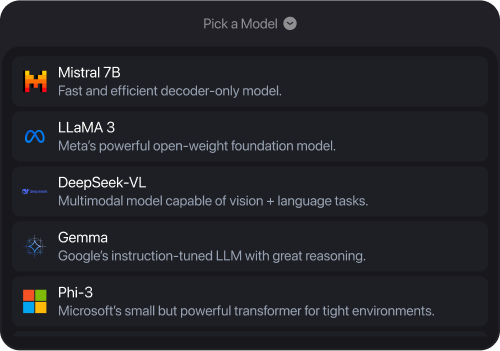 Pick a Model
Mistral 7B
Fast and efficient decoder-only model.
LLaMA 3
Meta's powerful open-weight foundation model.
deepseek
DeepSeek-VL
Multimodal model capable of vision + language tasks.
Gemma
Google's instruction-tuned LLM with great reasoning.
Phi-3
Microsoft's small but powerful transformer for tight environments.